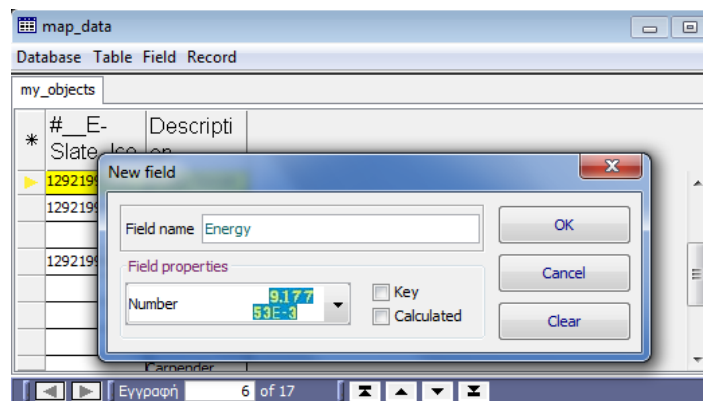 map_data
Database Table Field Record
my_objects
* #__E- Descripti
Slate_Ico on
New field
1292199
1292199
1292199
Field name Energy
OK
Field properties
Cancel
Number 9.177
53E-3
Key
Calculated
Clear
Carpender
Εγγραφή 6 of 17